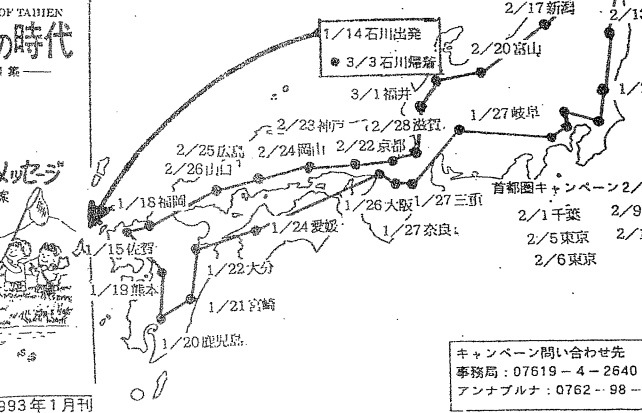 OF TAIHEN
の時代
集
メッセージ
案
993年1月刊
1/14石川出発
3/3石川帰着
2/17新潟
2/20富山
3/1福井
1/27岐阜
2/23神戸
2/28滋賀
2/25広島
2/24岡山
2/22京都
2/26山口
1/18福岡
1/26大阪
1/27三重
1/27奈良
1/24愛媛
1/15佐賀
1/22大分
1/19熊本
1/21宮崎
1/20鹿児島
首都圏キャンペーン2/
2/1千葉
2/5東京
2/6東京
キャンペーン問い合わせ先
事務局:07619-4-2640
アンナプルナ:0762-98-